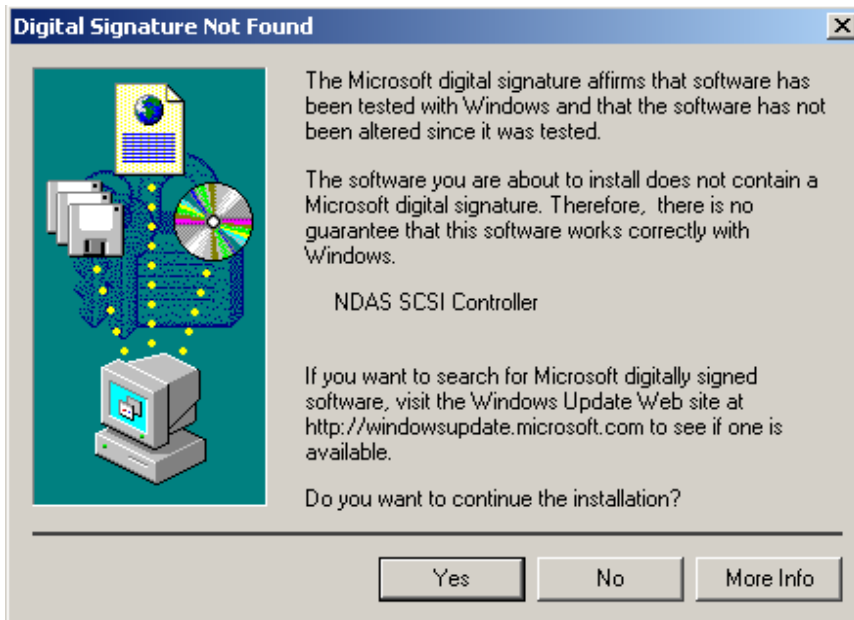 Digital Signature Not Found
The Microsoft digital signature affirms that software has
been tested with Windows and that the software has not
been altered since it was tested.
The software you are about to install does not contain a
Microsoft digital signature. Therefore,  there is no
guarantee that this software works correctly with
Windows.
NDAS SCSI Controller
If you want to search for Microsoft digitally signed
software, visit the Windows Update Web site at
http://windowsupdate.microsoft.com to see if one is
available.
Do you want to continue the installation?
Yes
No
More Info